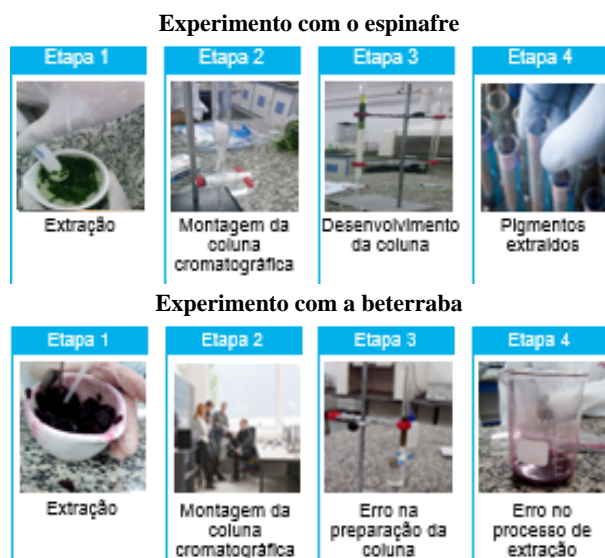 Experimento com o espinafre
Etapa 1
Etapa 2
Etapa 3
Etapa 4
Extração
Montagem da
coluna
cromatográfica
Desenvolvimento
da coluna
Pigmentos
extraidos
Experimento com a beterraba
Etapa 1
Etapa 2
Etapa 3
Etapa 4
Extração
Montagem da
coluna
cromatográfica
Erro na
preparação da
coluna
Erro no
processo de
extração